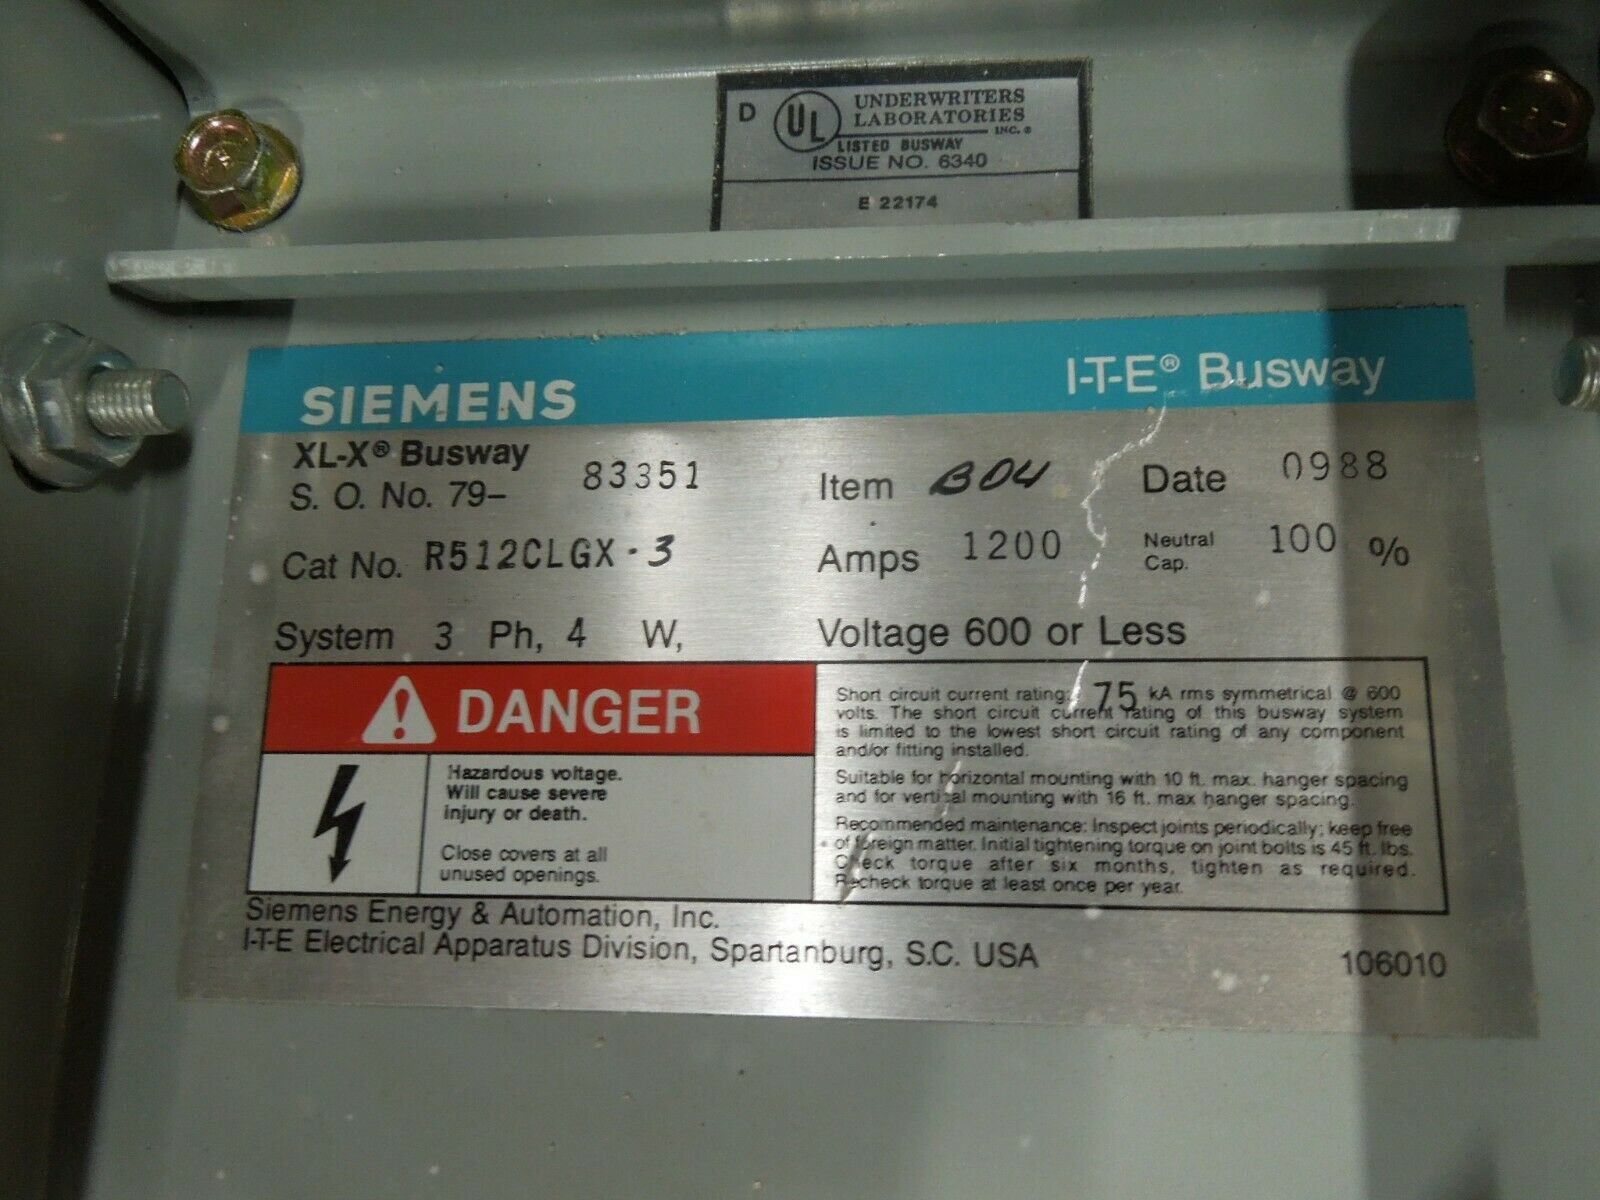 D UL UNDERWRITERS
LABORATORIES
INC.®
LISTED BUSWAY
ISSUE NO. 6340
E 22174
SIEMENS I-T-E® Busway
XL-X® Busway
S. O. No. 79– 83351 Item B04 Date 0988
Cat No. R512CLGX-3 Amps 1200 Neutral Cap. 100 %
System 3 Ph, 4 W, Voltage 600 or Less
DANGER
Hazardous voltage.
Will cause severe
injury or death.
Close covers at all
unused openings.
Short circuit current rating: 75 kA rms symmetrical @ 600
volts. The short circuit current rating of this busway system
is limited to the lowest short circuit rating of any component
and/or fitting installed.
Suitable for horizontal mounting with 10 ft. max. hanger spacing
and for vertical mounting with 16 ft. max hanger spacing.
Recommended maintenance: Inspect joints periodically; keep free
of foreign matter. Initial tightening torque on joint bolts is 45 ft. lbs.
Check torque after six months, tighten as required.
Recheck torque at least once per year.
Siemens Energy & Automation, Inc.
I-T-E Electrical Apparatus Division, Spartanburg, S.C. USA 106010